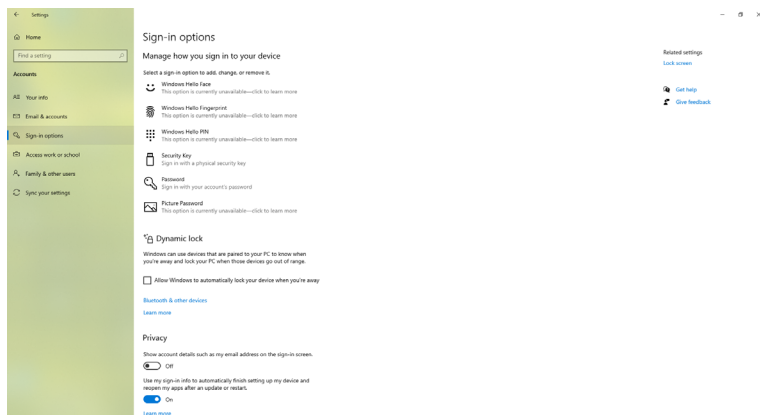 Settings
Home
Find a setting
Accounts
Your info
Email & accounts
Sign-in options
Access work or school
Family & other users
Sync your settings
Sign-in options
Manage how you sign in to your device
Select a sign-in option to add, change, or remove it.
Windows Hello Face
This option is currently unavailable—click to learn more
Windows Hello Fingerprint
This option is currently unavailable—click to learn more
Windows Hello PIN
This option is currently unavailable—click to learn more
Security Key
Sign in with a physical security key
Password
Sign in with your account's password
Picture Password
This option is currently unavailable—click to learn more
Dynamic lock
Windows can use devices that are paired to your PC to know when
you're away and lock your PC when those devices go out of range.
Allow Windows to automatically lock your device when you're away
Bluetooth & other devices
Learn more
Privacy
Show account details such as my email address on the sign-in screen.
Off
Use my sign-in info to automatically finish setting up my device and
reopen my apps after an update or restart.
On
Learn more
Related settings
Lock screen
Get help
Give feedback